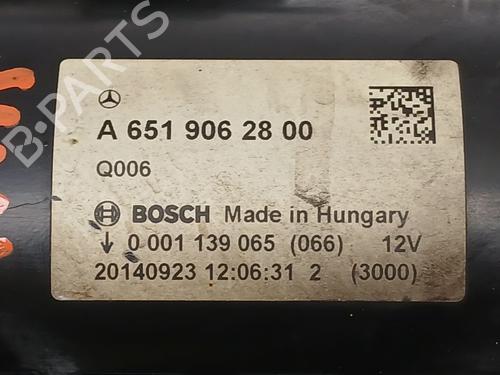 A 651 906 28 00
Q006
BOSCH Made in Hungary
0 001 139 065 (066) 12V
20140923 12:06:31 2 (3000)
B-PARTS